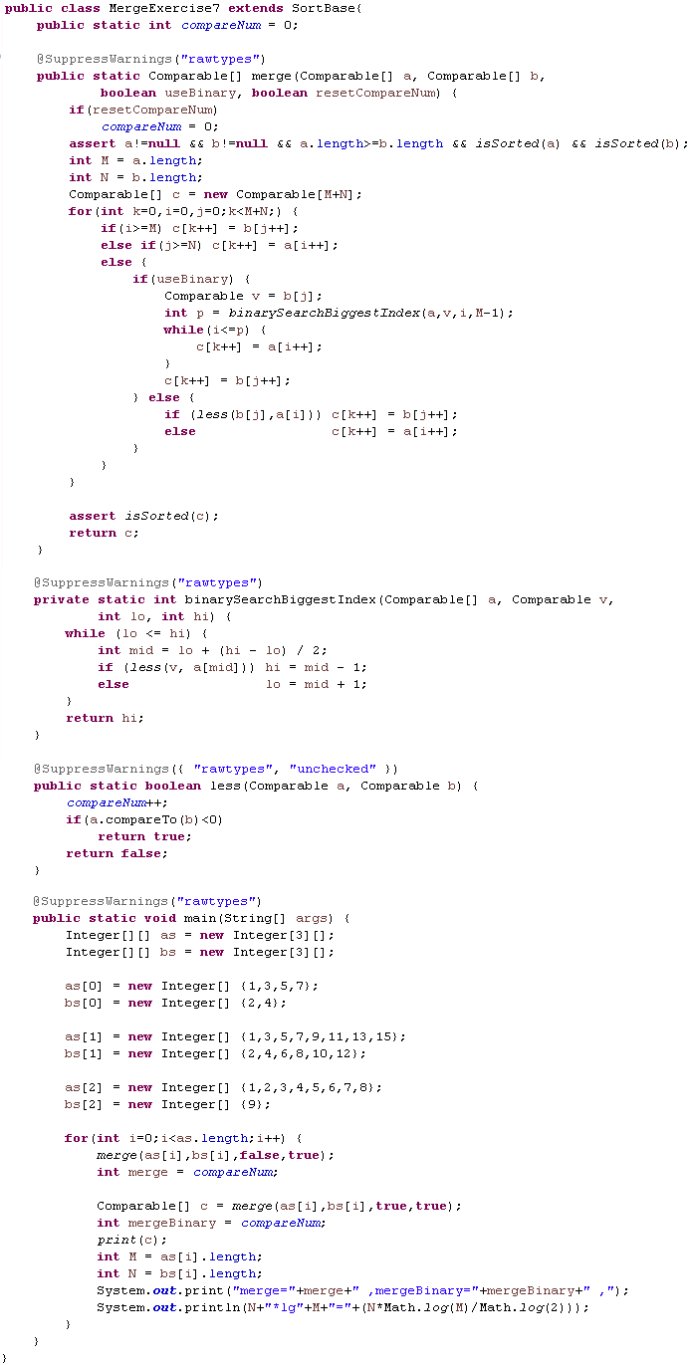 public class MergeExercise7 extends SortBase{
    public static int compareNum = 0;

    @SuppressWarnings("rawtypes")
    public static Comparable[] merge(Comparable[] a, Comparable[] b,
            boolean useBinary, boolean resetCompareNum) {
        if(resetCompareNum)
            compareNum = 0;
        assert a!=null && b!=null && a.length>=b.length && isSorted(a) && isSorted(b);
        int M = a.length;
        int N = b.length;
        Comparable[] c = new Comparable[M+N];
        for(int k=0,i=0,j=0;k<M+N;) {
            if(i>=M) c[k++] = b[j++];
            else if(j>=N) c[k++] = a[i++];
            else {
                if(useBinary) {
                    Comparable v = b[j];
                    int p = binarySearchBiggestIndex(a,v,i,M-1);
                    while(i<=p) {
                        c[k++] = a[i++];
                    }
                    c[k++] = b[j++];
                } else {
                    if (less(b[j],a[i])) c[k++] = b[j++];
                    else                 c[k++] = a[i++];
                }
            }
        }

        assert isSorted(c);
        return c;
    }

    @SuppressWarnings("rawtypes")
    private static int binarySearchBiggestIndex(Comparable[] a, Comparable v,
            int lo, int hi) {
        while (lo <= hi) {
            int mid = lo + (hi - lo) / 2;
            if (less(v, a[mid])) hi = mid - 1;
            else                 lo = mid + 1;
        }
        return hi;
    }

    @SuppressWarnings({ "rawtypes", "unchecked" })
    public static boolean less(Comparable a, Comparable b) {
        compareNum++;
        if(a.compareTo(b)<0)
            return true;
        return false;
    }

    @SuppressWarnings("rawtypes")
    public static void main(String[] args) {
        Integer[][] as = new Integer[3][];
        Integer[][] bs = new Integer[3][];

        as[0] = new Integer[] {1,3,5,7};
        bs[0] = new Integer[] {2,4};

        as[1] = new Integer[] {1,3,5,7,9,11,13,15};
        bs[1] = new Integer[] {2,4,6,8,10,12};

        as[2] = new Integer[] {1,2,3,4,5,6,7,8};
        bs[2] = new Integer[] {9};

        for(int i=0;i<as.length;i++) {
            merge(as[i],bs[i],false,true);
            int merge = compareNum;

            Comparable[] c = merge(as[i],bs[i],true,true);
            int mergeBinary = compareNum;
            print(c);
            int M = as[i].length;
            int N = bs[i].length;
            System.out.print("merge="+merge+" ,mergeBinary="+mergeBinary+" ,");
            System.out.println(N+"*lg"+M+"="+(N*Math.log(M)/Math.log(2)));
        }
    }
}